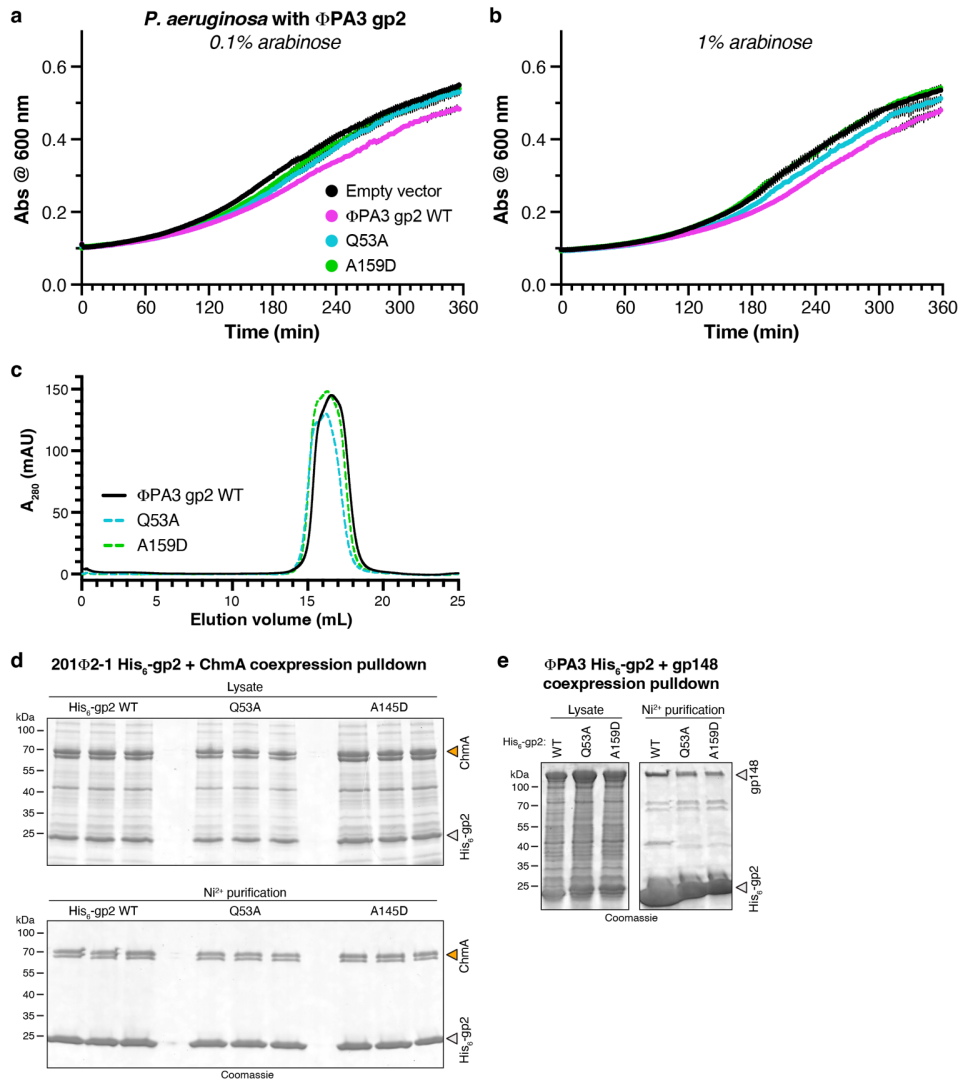 a
P. aeruginosa with ΦPA3 gp2
0.1% arabinose
Abs @ 600 nm
0.6
0.4
0.2
0.0
Empty vector
ΦPA3 gp2 WT
Q53A
A159D
0 60 120 180 240 300 360
Time (min)
b
1% arabinose
Abs @ 600 nm
0.6
0.4
0.2
0.0
0 60 120 180 240 300 360
Time (min)
c
A280 (mAU)
150
100
50
0
ΦPA3 gp2 WT
Q53A
A159D
0 5 10 15 20 25
Elution volume (mL)
d
201Φ2-1 His6-gp2 + ChmA coexpression pulldown
Lysate
His6-gp2 WT Q53A A145D
kDa
100
70
55
40
35
25
ChmA
His6-gp2
Ni2+ purification
His6-gp2 WT Q53A A145D
kDa
100
70
55
40
35
25
ChmA
His6-gp2
Coomassie
e
ΦPA3 His6-gp2 + gp148
coexpression pulldown
Lysate Ni2+ purification
His6-gp2: WT Q53A A159D WT Q53A A159D
kDa
100
70
55
40
35
25
gp148
His6-gp2
Coomassie